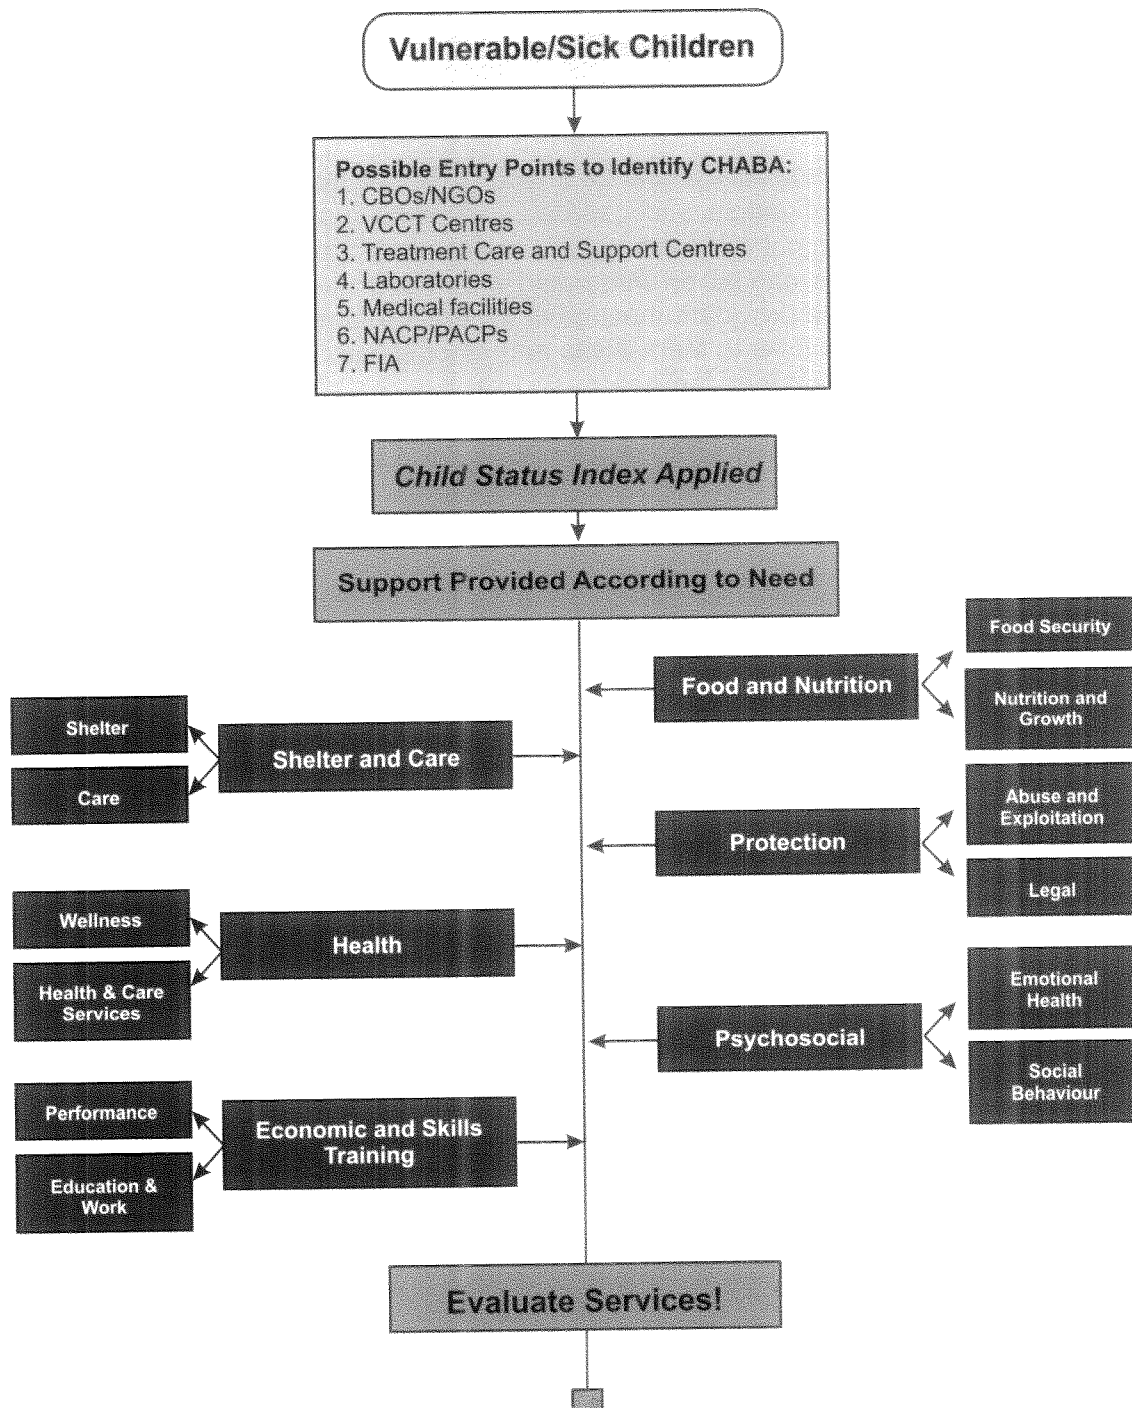 Vulnerable/Sick Children
Possible Entry Points to Identify CHABA:
1. CBOs/NGOs
2. VCCT Centres
3. Treatment Care and Support Centres
4. Laboratories
5. Medical facilities
6. NACP/PACPs
7. FIA
Child Status Index Applied
Support Provided According to Need
Food and Nutrition
Food Security
Nutrition and
Growth
Shelter
Care
Shelter and Care
Protection
Abuse and
Exploitation
Legal
Wellness
Health & Care
Services
Health
Psychosocial
Emotional
Health
Social
Behaviour
Performance
Education &
Work
Economic and Skills
Training
Evaluate Services!